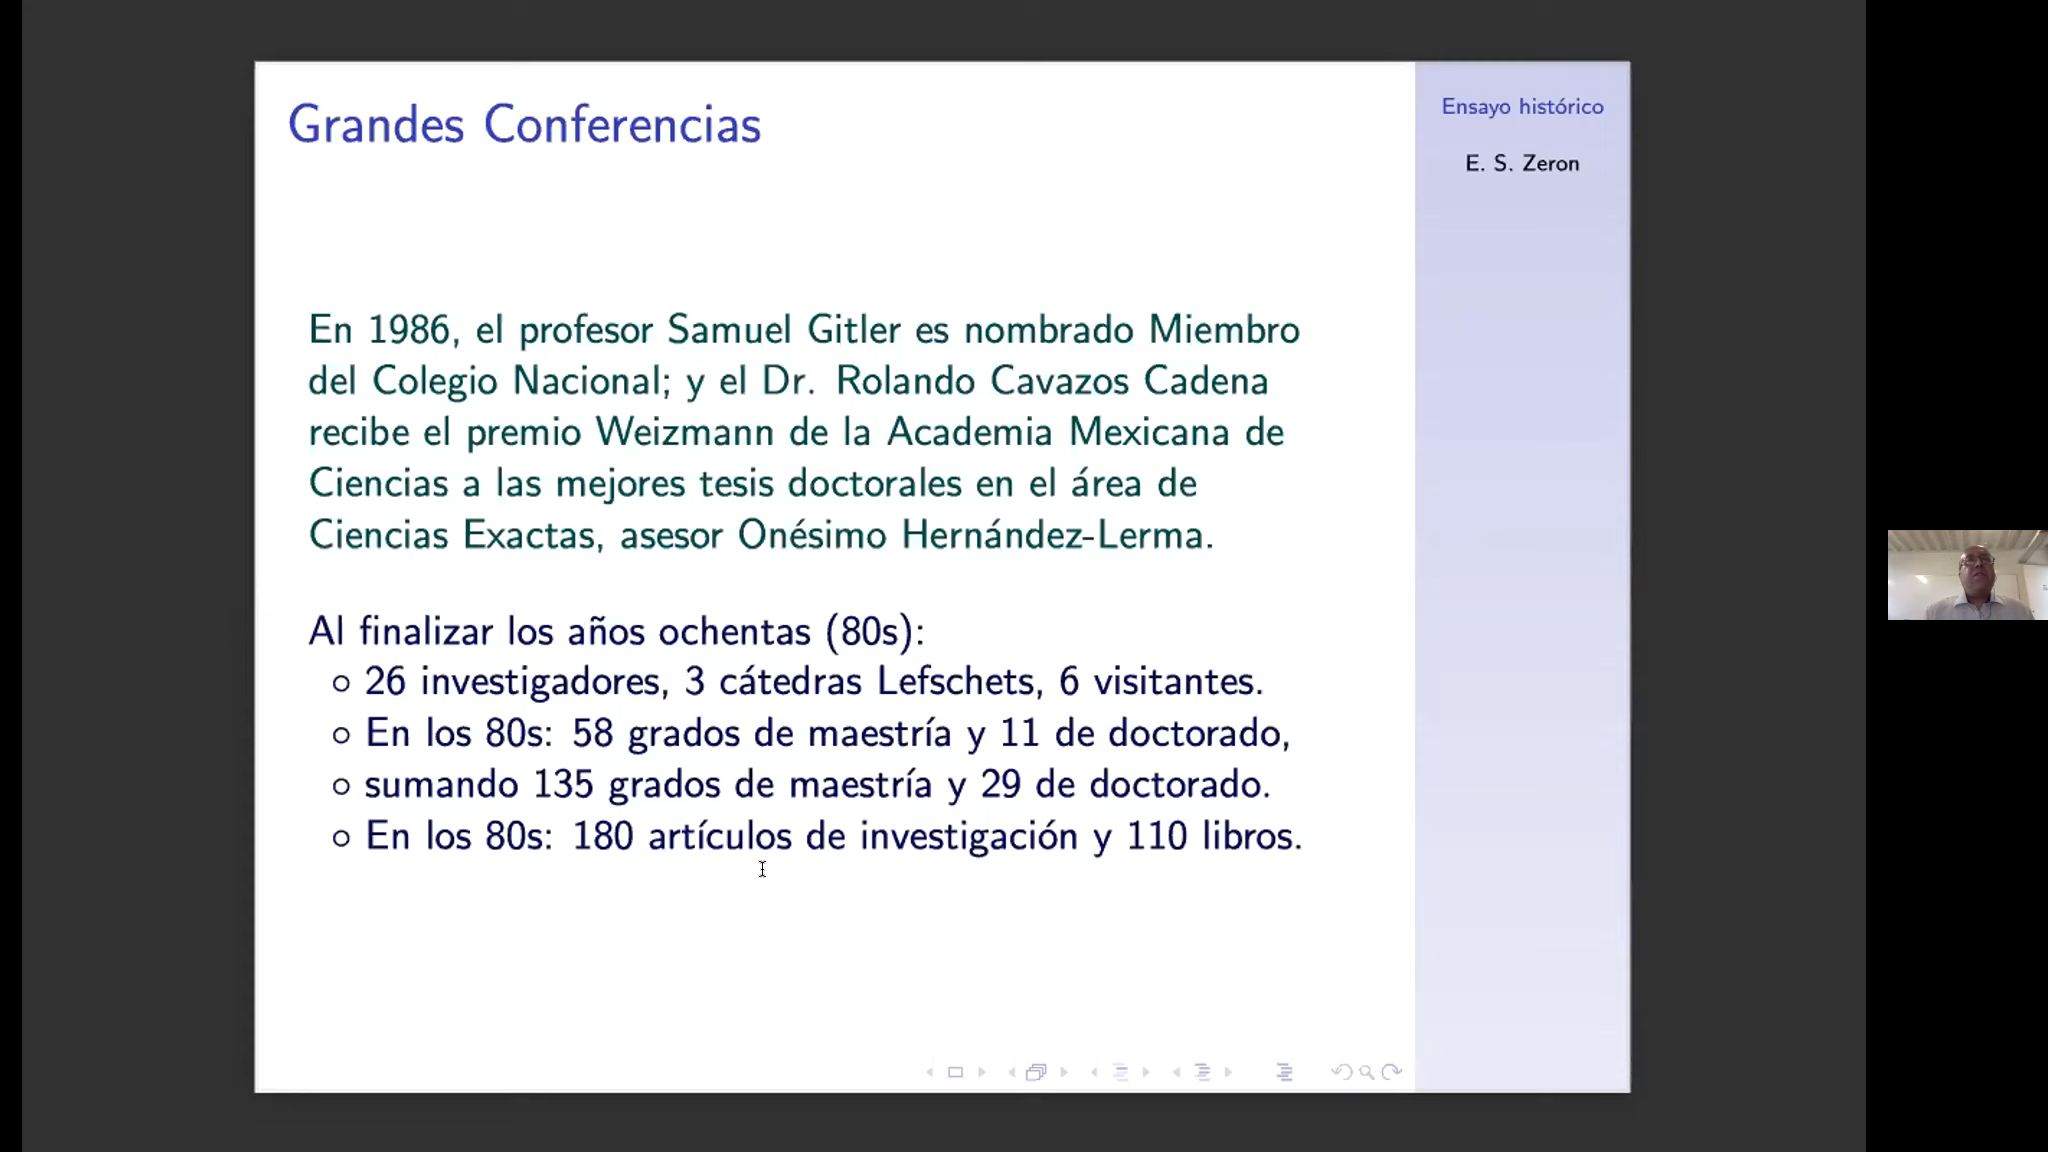 Grandes Conferencias
Ensayo histórico
E. S. Zeron
En 1986, el profesor Samuel Gitler es nombrado Miembro
del Colegio Nacional; y el Dr. Rolando Cavazos Cadena
recibe el premio Weizmann de la Academia Mexicana de
Ciencias a las mejores tesis doctorales en el área de
Ciencias Exactas, asesor Onésimo Hernández-Lerma.
Al finalizar los años ochentas (80s):
○ 26 investigadores, 3 cátedras Lefschets, 6 visitantes.
○ En los 80s: 58 grados de maestría y 11 de doctorado,
○ sumando 135 grados de maestría y 29 de doctorado.
○ En los 80s: 180 artículos de investigación y 110 libros.